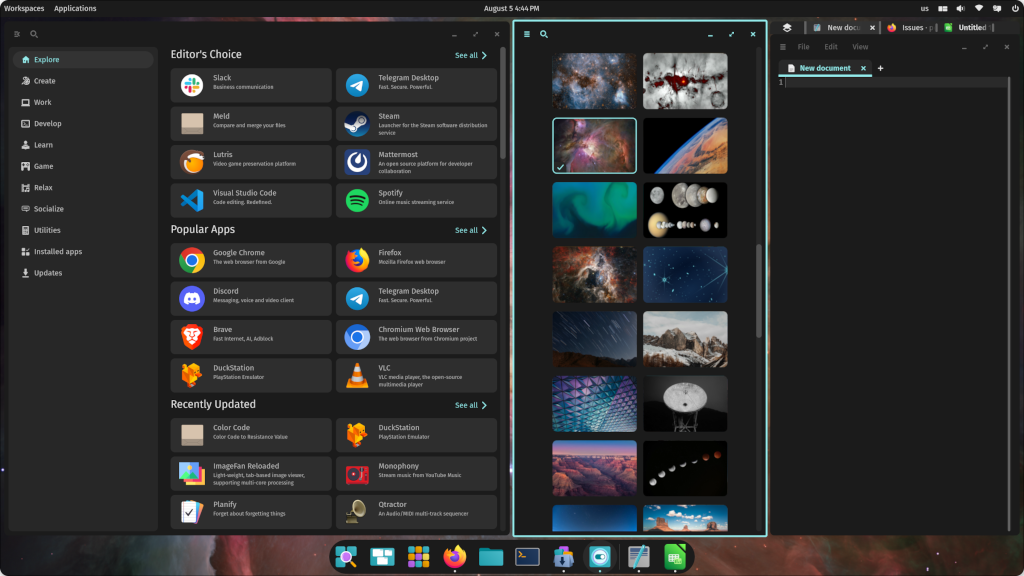 Workspaces Applications August 5 4:44 PM us
Explore
Create
Work
Develop
Learn
Game
Relax
Socialize
Utilities
Installed apps
Updates
Editor's Choice See all
Slack
Business communication
Telegram Desktop
Fast. Secure. Powerful.
Meld
Compare and merge your files
Steam
Launcher for the Steam software distribution
service
Lutris
Video game preservation platform
Mattermost
An open source platform for developer
collaboration
Visual Studio Code
Code editing. Redefined.
Spotify
Online music streaming service
Popular Apps See all
Google Chrome
The web browser from Google
Firefox
Mozilla Firefox web browser
Discord
Messaging, voice and video client
Telegram Desktop
Fast. Secure. Powerful.
Brave
Fast Internet, AI, Adblock
Chromium Web Browser
The web browser from Chromium project
DuckStation
PlayStation Emulator
VLC
VLC media player, the open-source
multimedia player
Recently Updated See all
Color Code
Color Code to Resistance Value
DuckStation
PlayStation Emulator
ImageFan Reloaded
Light-weight, tab-based image viewer,
supporting multi-core processing
Monophony
Stream music from YouTube Music
Planify
Forget about forgetting things
Qtractor
An Audio/MIDI multi-track sequencer
New docu Issues · p Untitled
File Edit View
New document
1